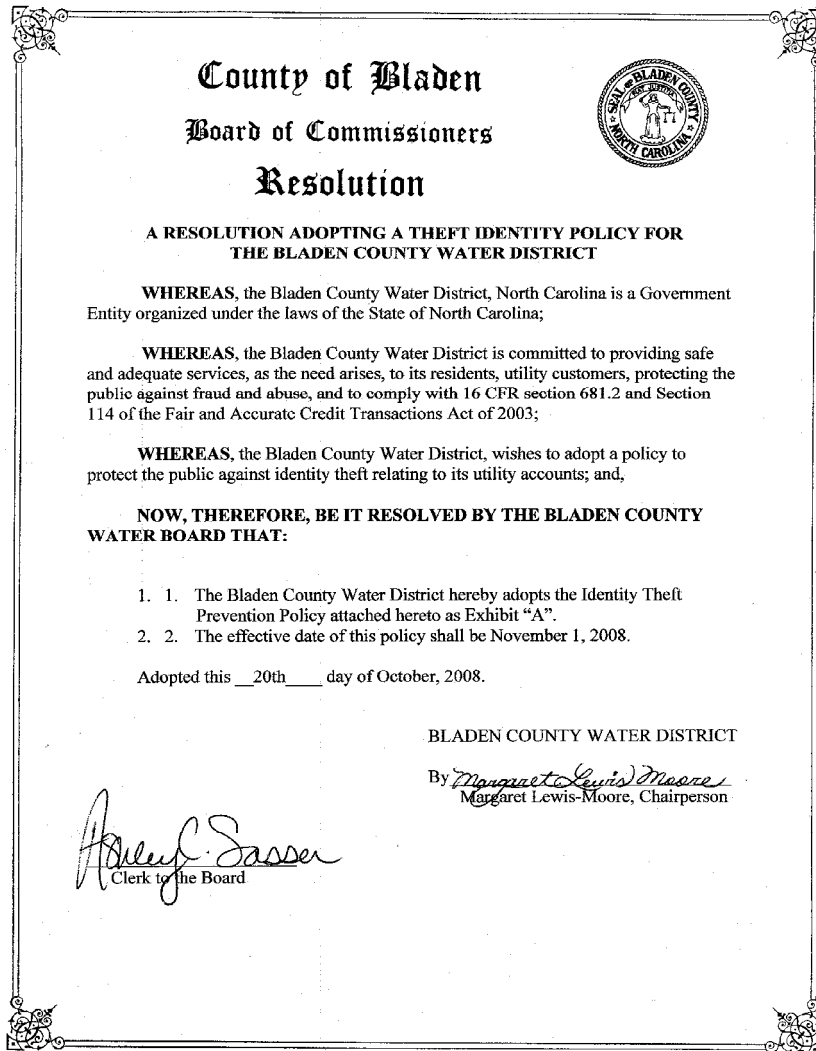 County of Bladen
Board of Commissioners
Resolution
SEAL OF BLADEN COUNTY
NORTH CAROLINA
A RESOLUTION ADOPTING A THEFT IDENTITY POLICY FOR
THE BLADEN COUNTY WATER DISTRICT
WHEREAS, the Bladen County Water District, North Carolina is a Government
Entity organized under the laws of the State of North Carolina;
WHEREAS, the Bladen County Water District is committed to providing safe
and adequate services, as the need arises, to its residents, utility customers, protecting the
public against fraud and abuse, and to comply with 16 CFR section 681.2 and Section
114 of the Fair and Accurate Credit Transactions Act of 2003;
WHEREAS, the Bladen County Water District, wishes to adopt a policy to
protect the public against identity theft relating to its utility accounts; and,
NOW, THEREFORE, BE IT RESOLVED BY THE BLADEN COUNTY
WATER BOARD THAT:
1. 1. The Bladen County Water District hereby adopts the Identity Theft
Prevention Policy attached hereto as Exhibit “A”.
2. 2. The effective date of this policy shall be November 1, 2008.
Adopted this __20th____ day of October, 2008.
BLADEN COUNTY WATER DISTRICT
By Margaret Lewis Moore
Margaret Lewis-Moore, Chairperson
Ashley C. Sasser
Clerk to the Board